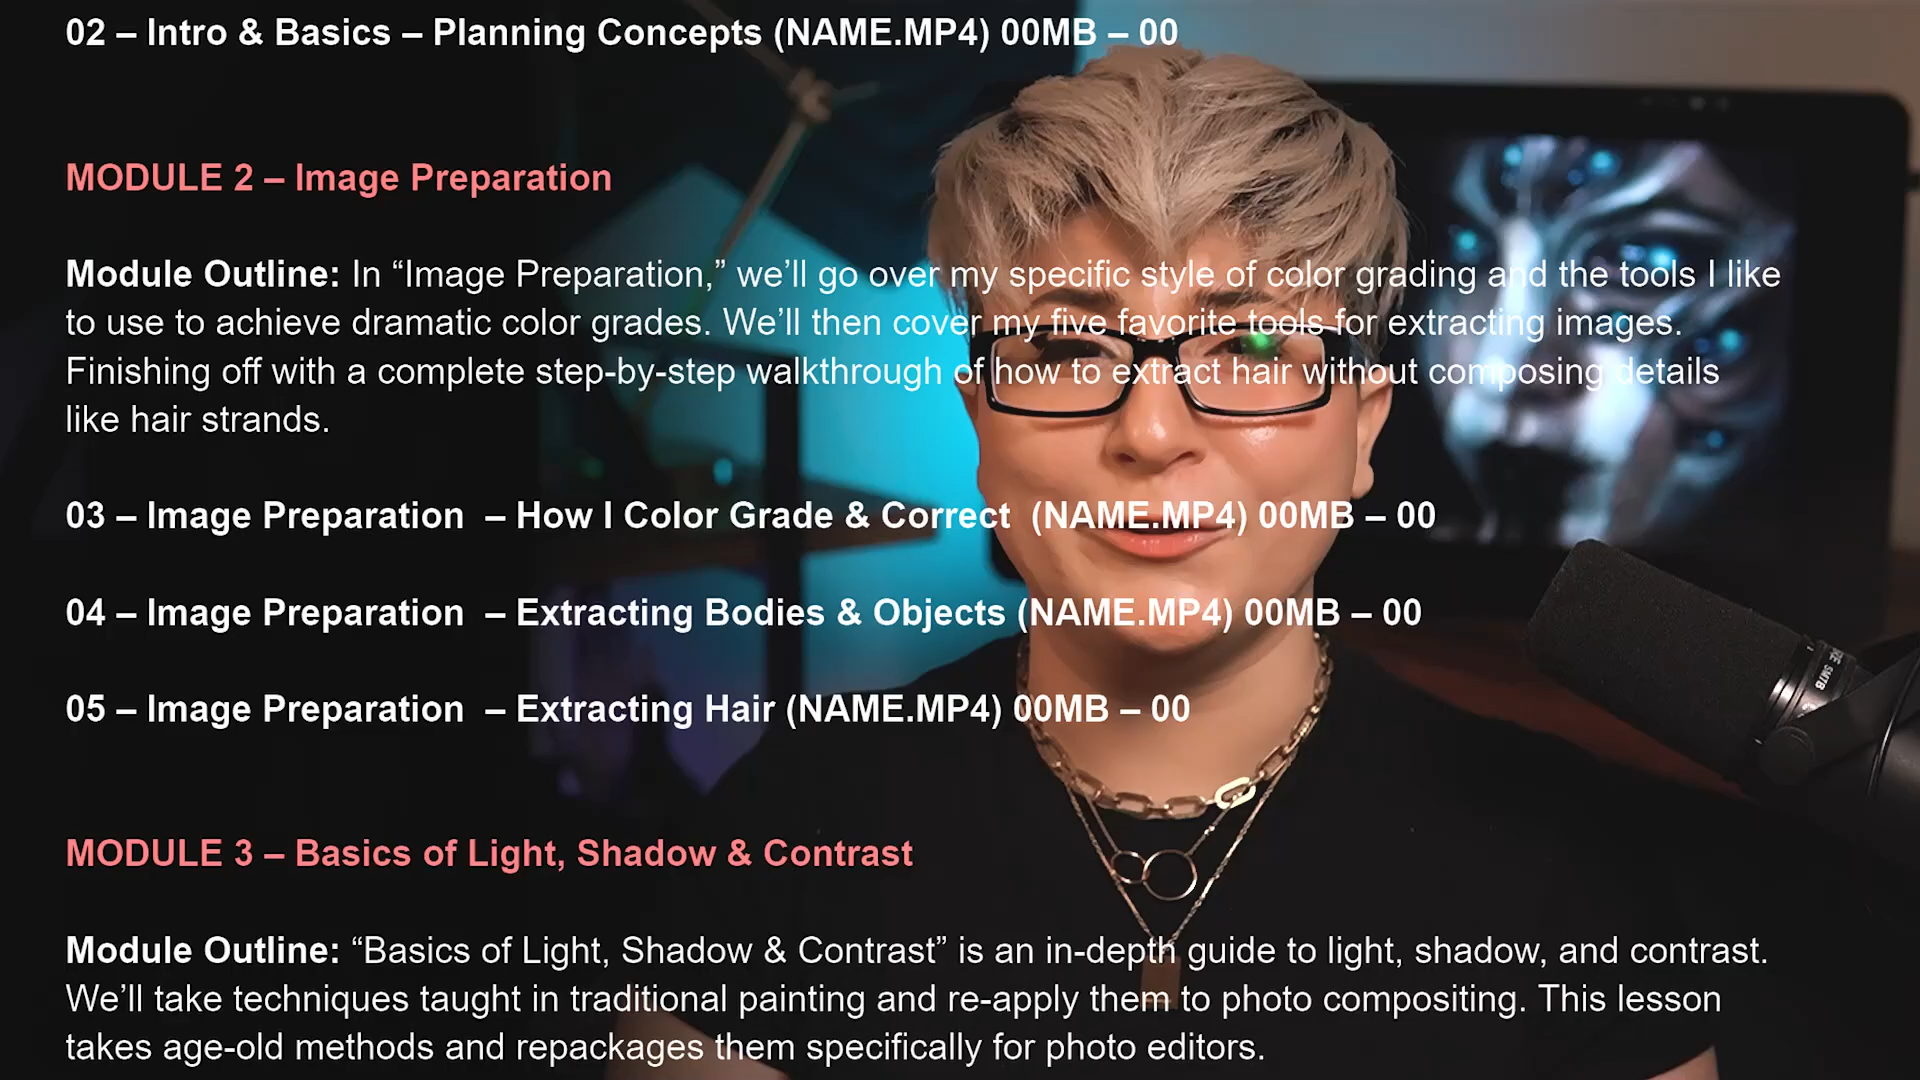 02 – Intro & Basics – Planning Concepts (NAME.MP4) 00MB – 00
MODULE 2 – Image Preparation
Module Outline: In “Image Preparation,” we’ll go over my specific style of color grading and the tools I like
to use to achieve dramatic color grades. We’ll then cover my five favorite tools for extracting images.
Finishing off with a complete step-by-step walkthrough of how to extract hair without composing details
like hair strands.
03 – Image Preparation – How I Color Grade & Correct (NAME.MP4) 00MB – 00
04 – Image Preparation – Extracting Bodies & Objects (NAME.MP4) 00MB – 00
05 – Image Preparation – Extracting Hair (NAME.MP4) 00MB – 00
MODULE 3 – Basics of Light, Shadow & Contrast
Module Outline: “Basics of Light, Shadow & Contrast” is an in-depth guide to light, shadow, and contrast.
We’ll take techniques taught in traditional painting and re-apply them to photo compositing. This lesson
takes age-old methods and repackages them specifically for photo editors.
SM7B